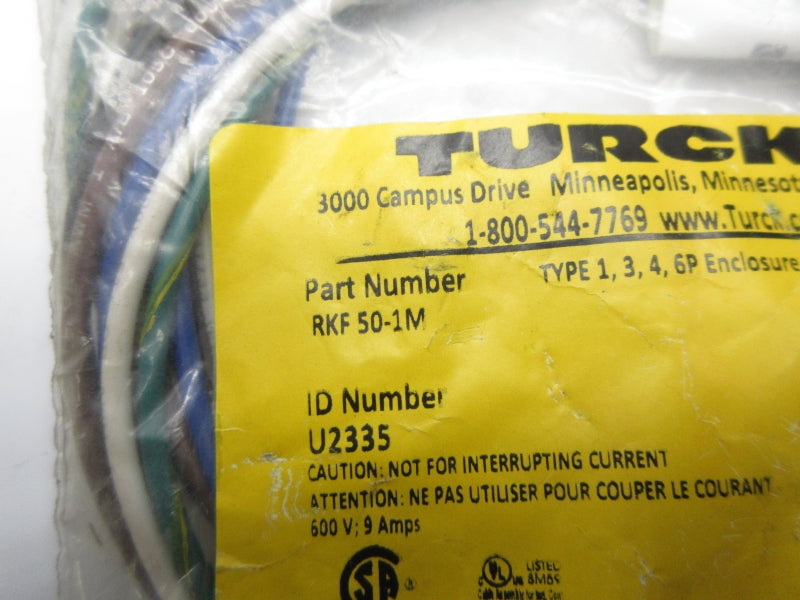 TURCK
3000 Campus Drive Minneapolis, Minnesot
1-800-544-7769 www.Turck.c
TYPE 1, 3, 4, 6P Enclosure
Part Number
RKF 50-1M
ID Number
U2335
CAUTION: NOT FOR INTERRUPTING CURRENT
ATTENTION: NE PAS UTILISER POUR COUPER LE COURANT
600 V; 9 Amps
SA
UL LISTED